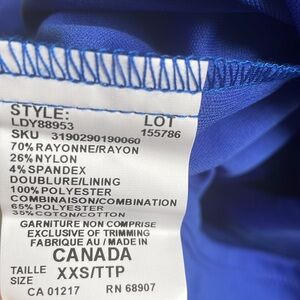 STYLE: LOT
LDY88953 155786
SKU 3190290190060
70%RAYONNE/RAYON
26%NYLON
4%SPANDEX
DOUBLURE/LINING
100%POLYESTER
COMBINAISON/COMBINATION
65%POLYESTER
35%COTON/COTTON
GARNITURE NON COMPRISE
EXCLUSIVE OF TRIMMING
FABRIQUE AU / MADE IN
CANADA
TAILLE XXS/TTP
SIZE
CA 01217 RN 68907